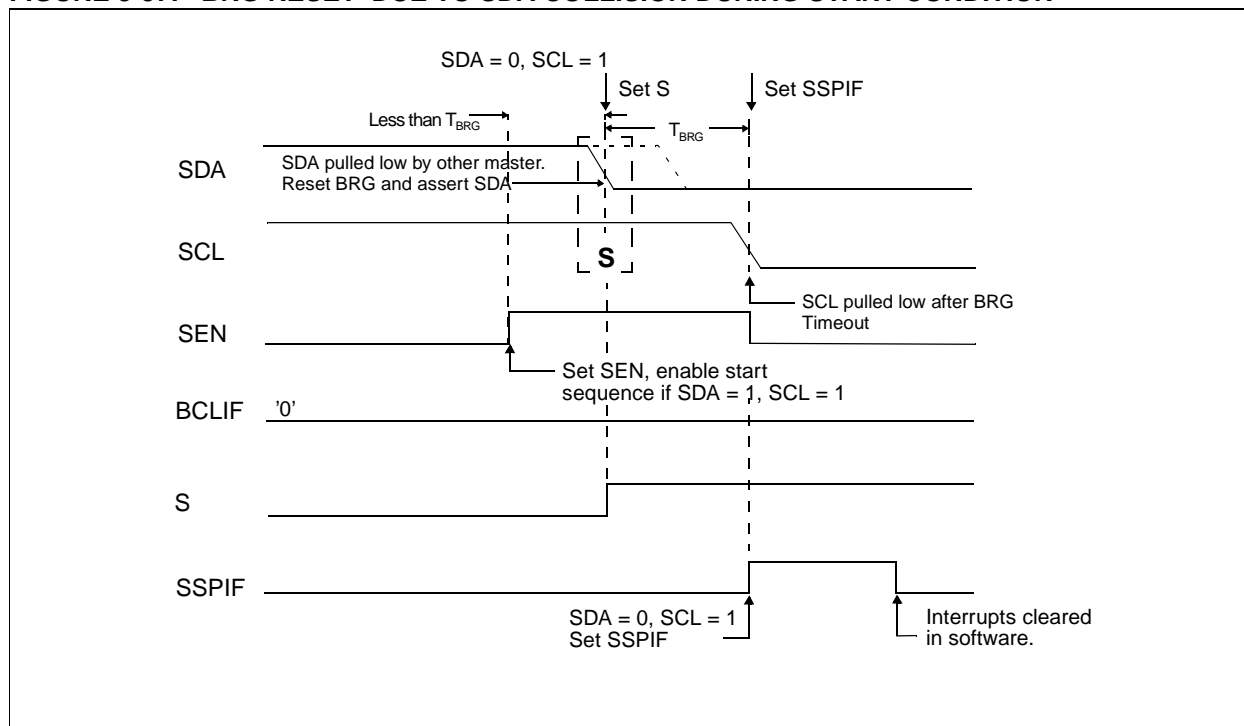 SDA = 0, SCL = 1
Set S
Set SSPIF
Less than TBRG
TBRG
SDA
SDA pulled low by other master.
Reset BRG and assert SDA
SCL
S
SCL pulled low after BRG
Timeout
SEN
Set SEN, enable start
sequence if SDA = 1, SCL = 1
BCLIF
'0'
S
SSPIF
SDA = 0, SCL = 1
Set SSPIF
Interrupts cleared
in software.